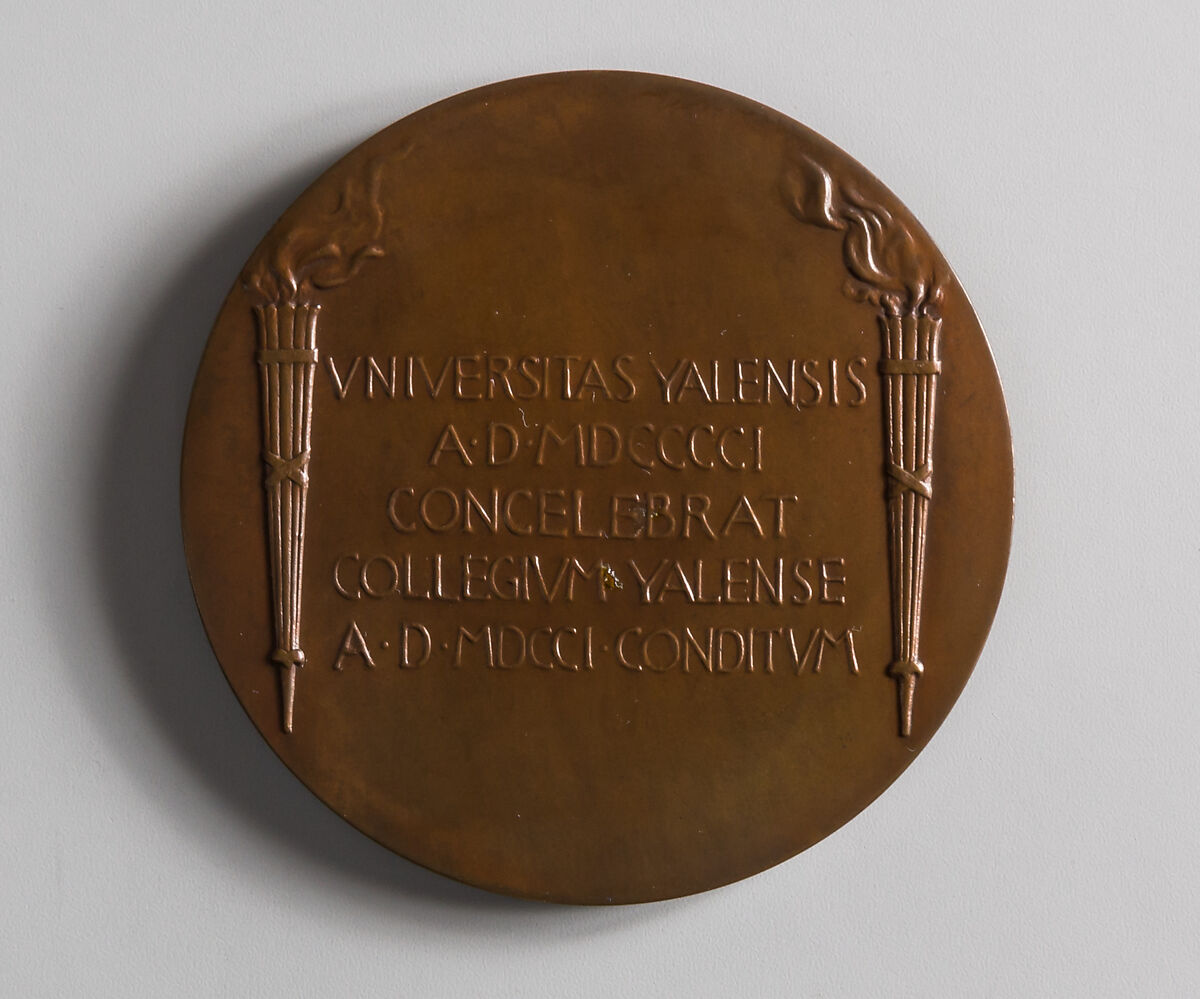 VNIVERSITAS YALENSIS
A·D·MDCCCCI
CONCELEBRAT
COLLEGIVM YALENSE
A·D·MDCCI·CONDITVM